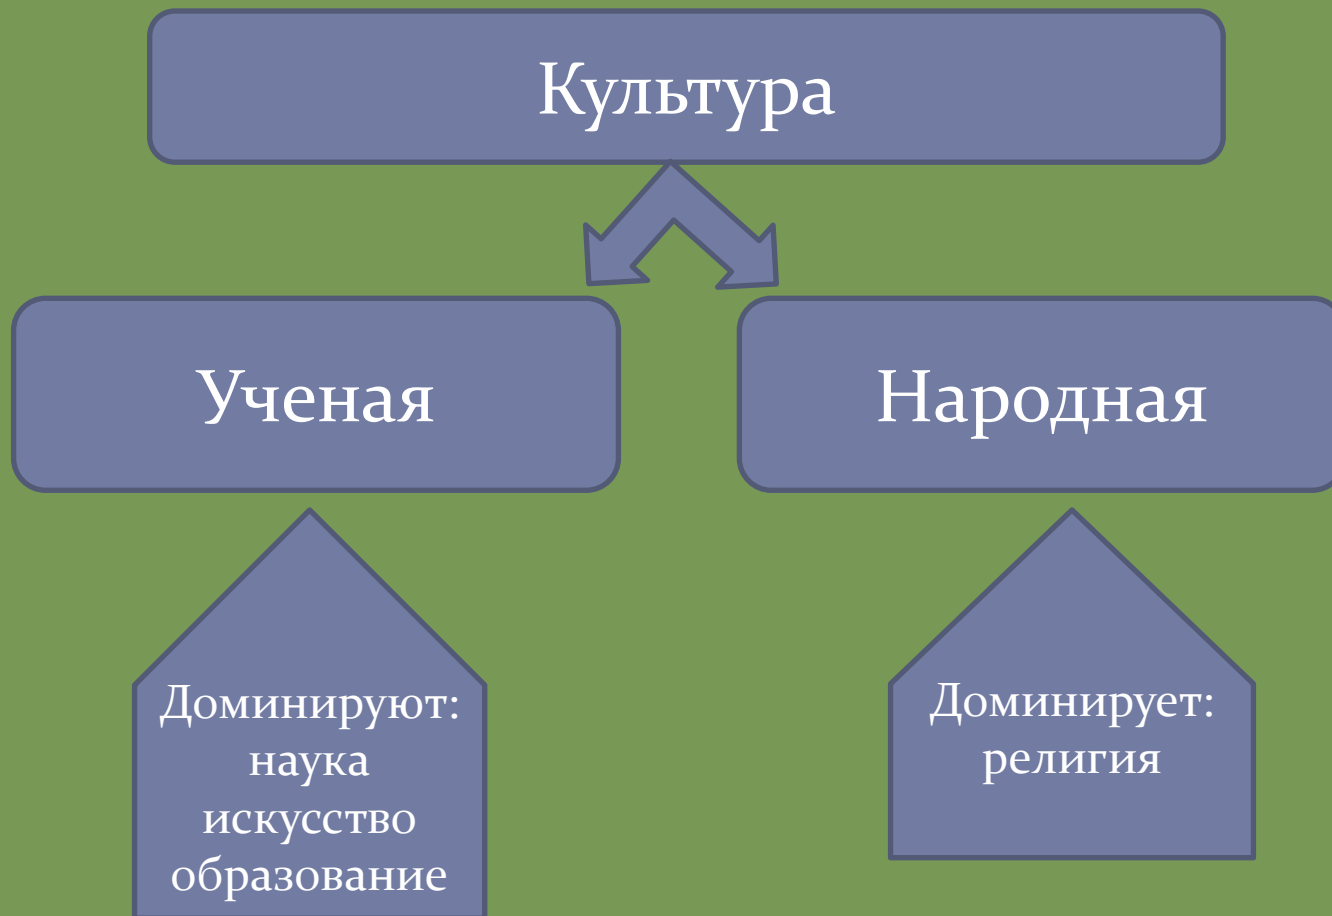 Культура
Ученая
Народная
Доминируют:
наука
искусство
образование
Доминирует:
религия